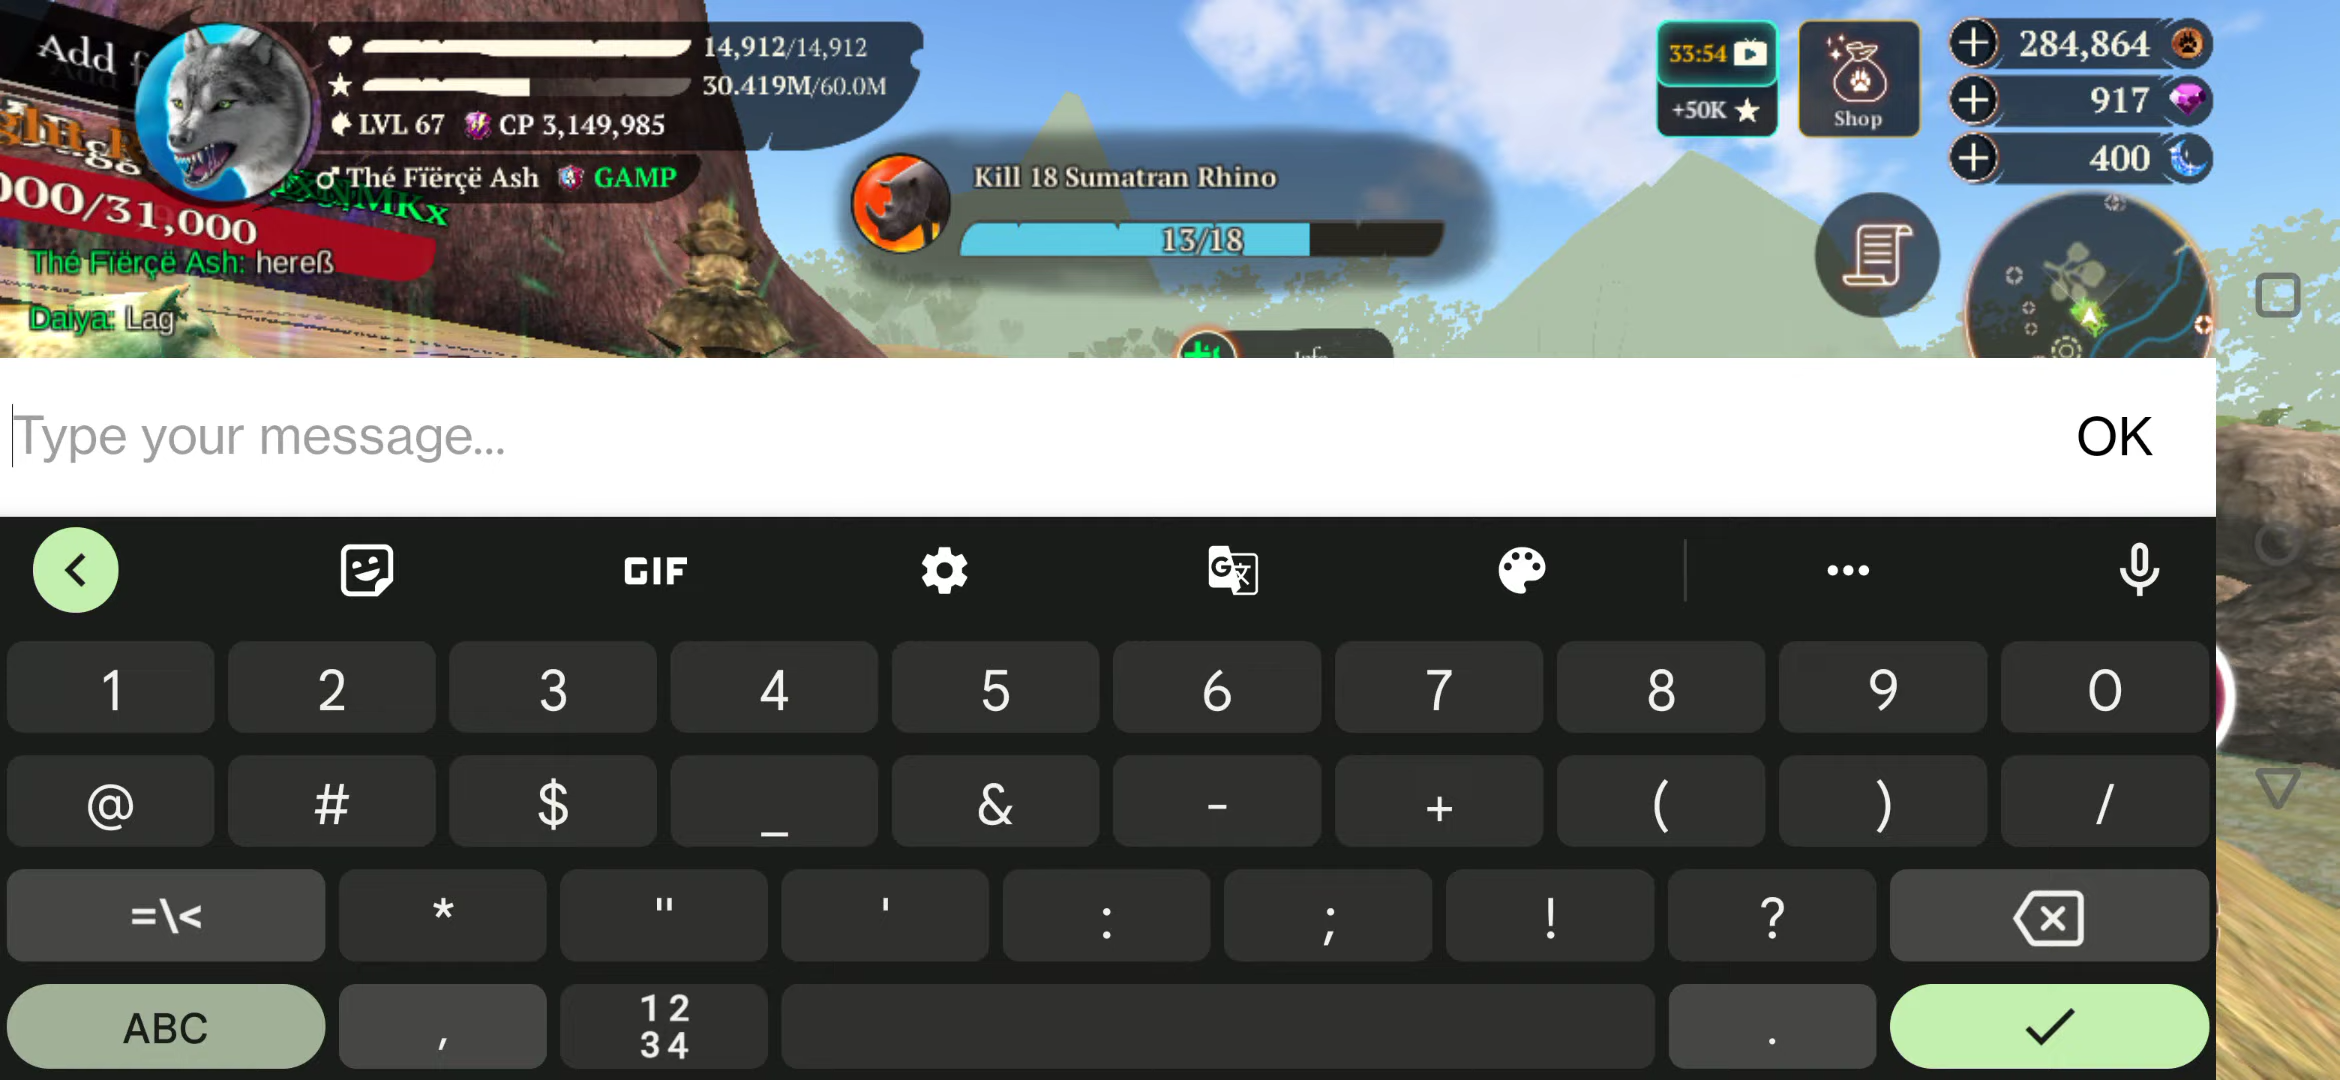 Add
14,912/14,912
30.419M/60.0M
LVL 67 CP 3,149,985
♂ Thé Fïërçë Ash GAMP
000/31,000
Thé Fïërçë Ash: hereß
Daiya: Lag
Kill 18 Sumatran Rhino
13/18
33:54
+50K
Shop
284,864
917
400
Type your message...
OK
GIF
1 2 3 4 5 6 7 8 9 0
@ # $ _ & - + ( ) /
=\< * " ' : ; ! ?
ABC , 12 34 .